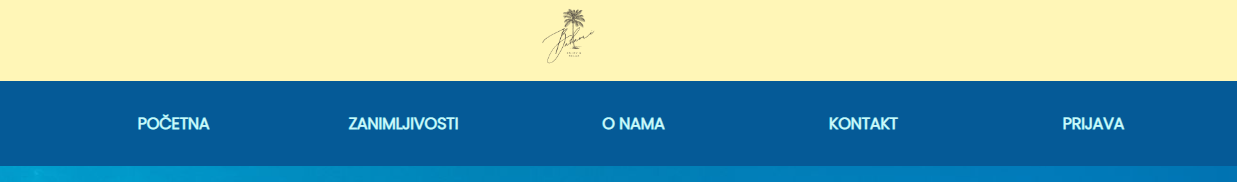 POČETNA
ZANIMLJIVOSTI
O NAMA
KONTAKT
PRIJAVA